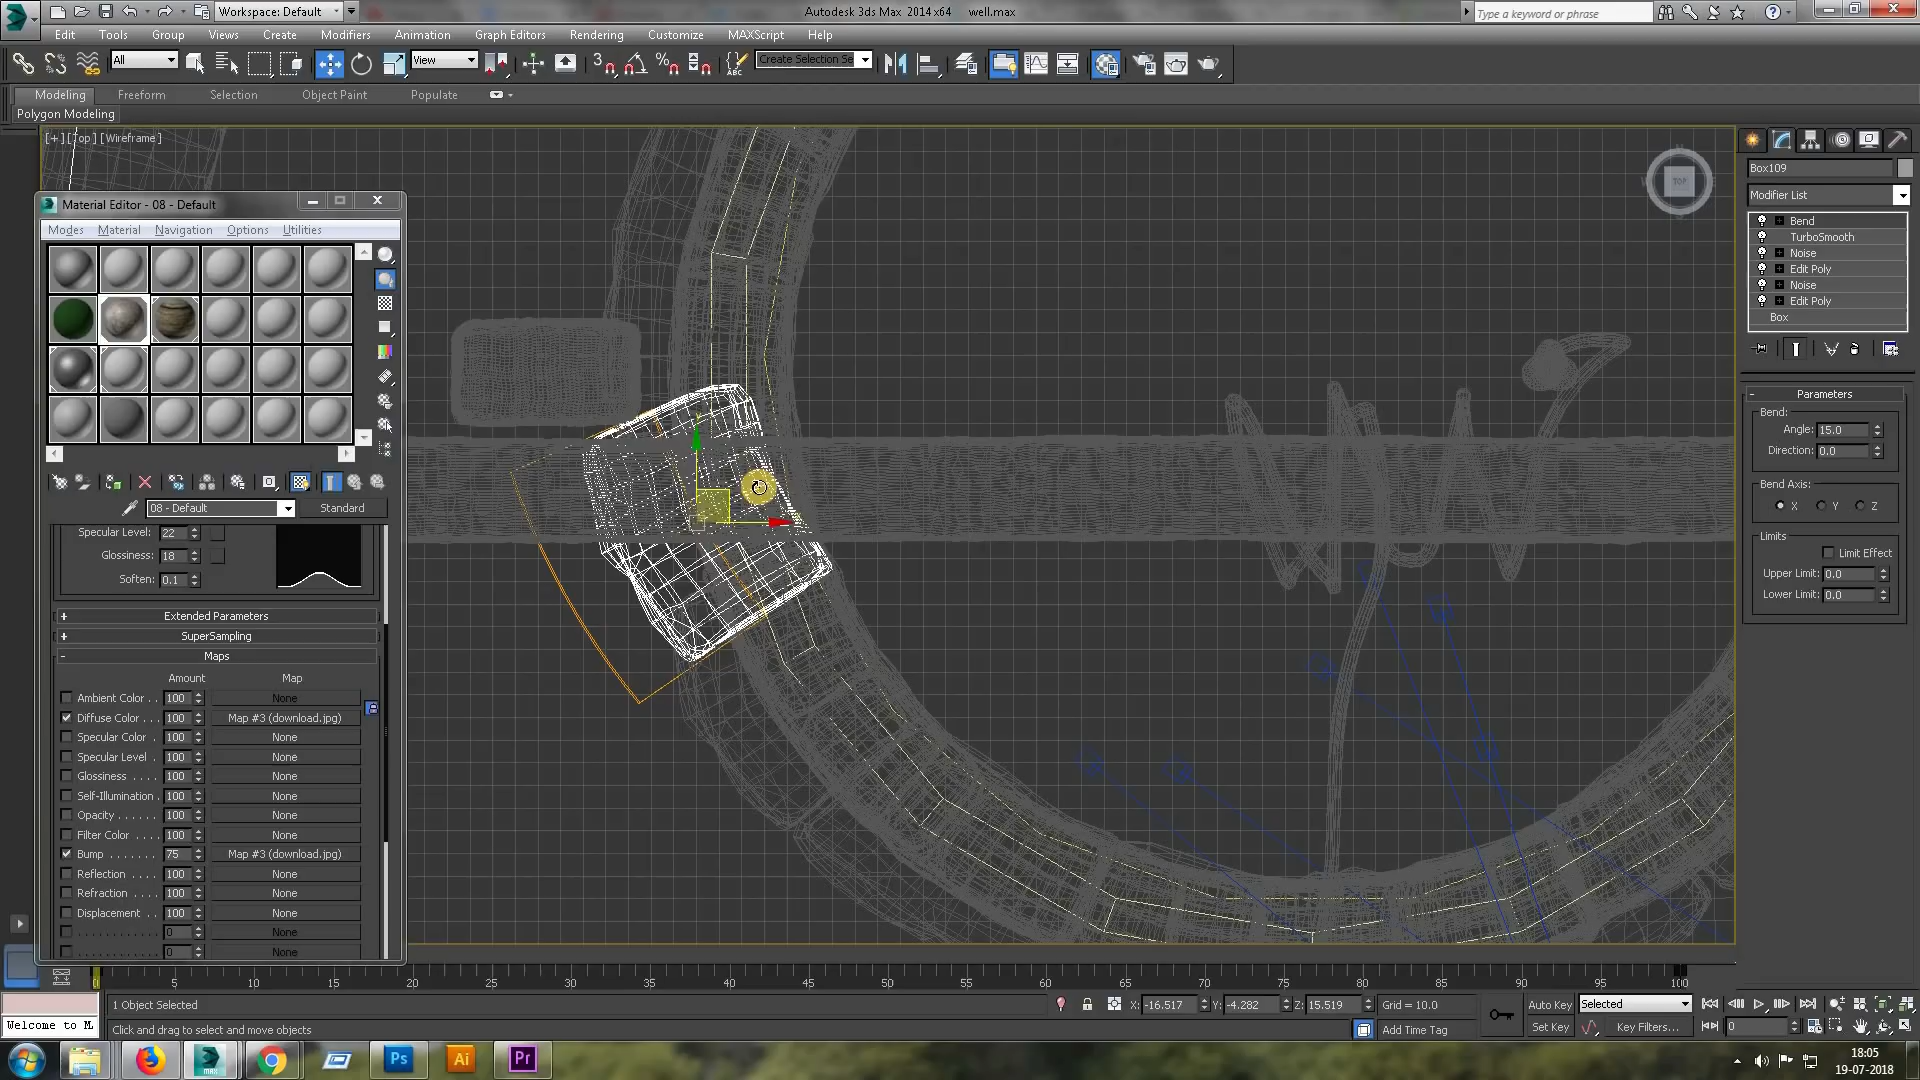 Workspace: Default
Autodesk 3ds Max 2014 x64 well.max
Type a keyword or phrase
Edit Tools Group Views Create Modifiers Animation Graph Editors Rendering Customize MAXScript Help
All
View
Create Selection Se
Modeling Freeform Selection Object Paint Populate
Polygon Modeling
[+] [Top] [Wireframe]
TOP
Material Editor - 08 - Default
Modes Material Navigation Options Utilities
08 - Default
Standard
Specular Level: 22
Glossiness: 18
Soften: 0.1
+ Extended Parameters
+ SuperSampling
- Maps
Amount Map
Ambient Color . . 100 None
Diffuse Color . . . 100 Map #3 (download.jpg)
Specular Color . 100 None
Specular Level . 100 None
Glossiness . . . . 100 None
Self-Illumination . 100 None
Opacity . . . . . . 100 None
Filter Color . . . . 100 None
Bump . . . . . . . 75 Map #3 (download.jpg)
Reflection . . . . 100 None
Refraction . . . . 100 None
Displacement . . 100 None
. . . . . . . . . . . . 0 None
. . . . . . . . . . . . 0 None
Box109
Modifier List
Bend
TurboSmooth
Noise
Edit Poly
Noise
Edit Poly
Box
- Parameters
Bend:
Angle: 15.0
Direction: 0.0
Bend Axis:
X Y Z
Limits
Limit Effect
Upper Limit: 0.0
Lower Limit: 0.0
5 10 15 20 25 30 35 40 45 50 55 60 65 70 75 80 85 90 95 100
1 Object Selected
X: -16.517 Y: -4.282 Z: 15.519 Grid = 10.0
Auto Key Selected
Welcome to M
Click and drag to select and move objects
Add Time Tag
Set Key Key Filters... 0
MAX
Ps
Ai
Pr
18:05
19-07-2018